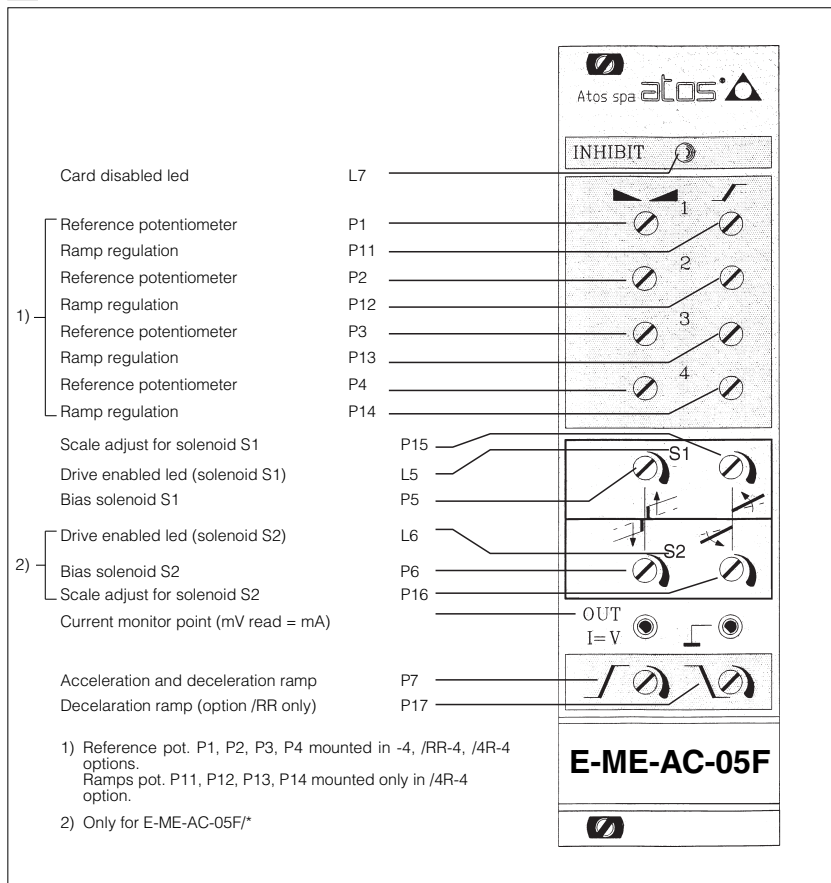 Atos spa atos
INHIBIT
Card disabled led L7
1
Reference potentiometer P1
Ramp regulation P11
2
Reference potentiometer P2
Ramp regulation P12
1)
3
Reference potentiometer P3
Ramp regulation P13
4
Reference potentiometer P4
Ramp regulation P14
Scale adjust for solenoid S1 P15
S1
Drive enabled led (solenoid S1) L5
Bias solenoid S1 P5
Drive enabled led (solenoid S2) L6
2)
S2
Bias solenoid S2 P6
Scale adjust for solenoid S2 P16
Current monitor point (mV read = mA)
OUT
I=V
Acceleration and deceleration ramp P7
Decelaration ramp (option /RR only) P17
1) Reference pot. P1, P2, P3, P4 mounted in -4, /RR-4, /4R-4
options.
Ramps pot. P11, P12, P13, P14 mounted only in /4R-4
option.
2) Only for E-ME-AC-05F/*
E-ME-AC-05F